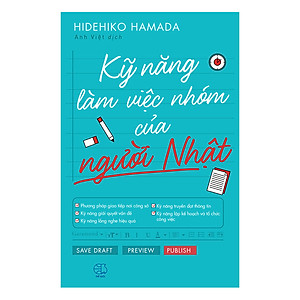 HIDEHIKO HAMADA
Anh Việt dịch
Kỹ năng
làm việc nhóm
của
người Nhật
Phương pháp giao tiếp nơi công sở
Kỹ năng giải quyết vấn đề
Kỹ năng lắng nghe hiệu quả
Kỹ năng truyền đạt thông tin
Kỹ năng lập kế hoạch và tổ chức
công việc
SAVE DRAFT PREVIEW PUBLISH